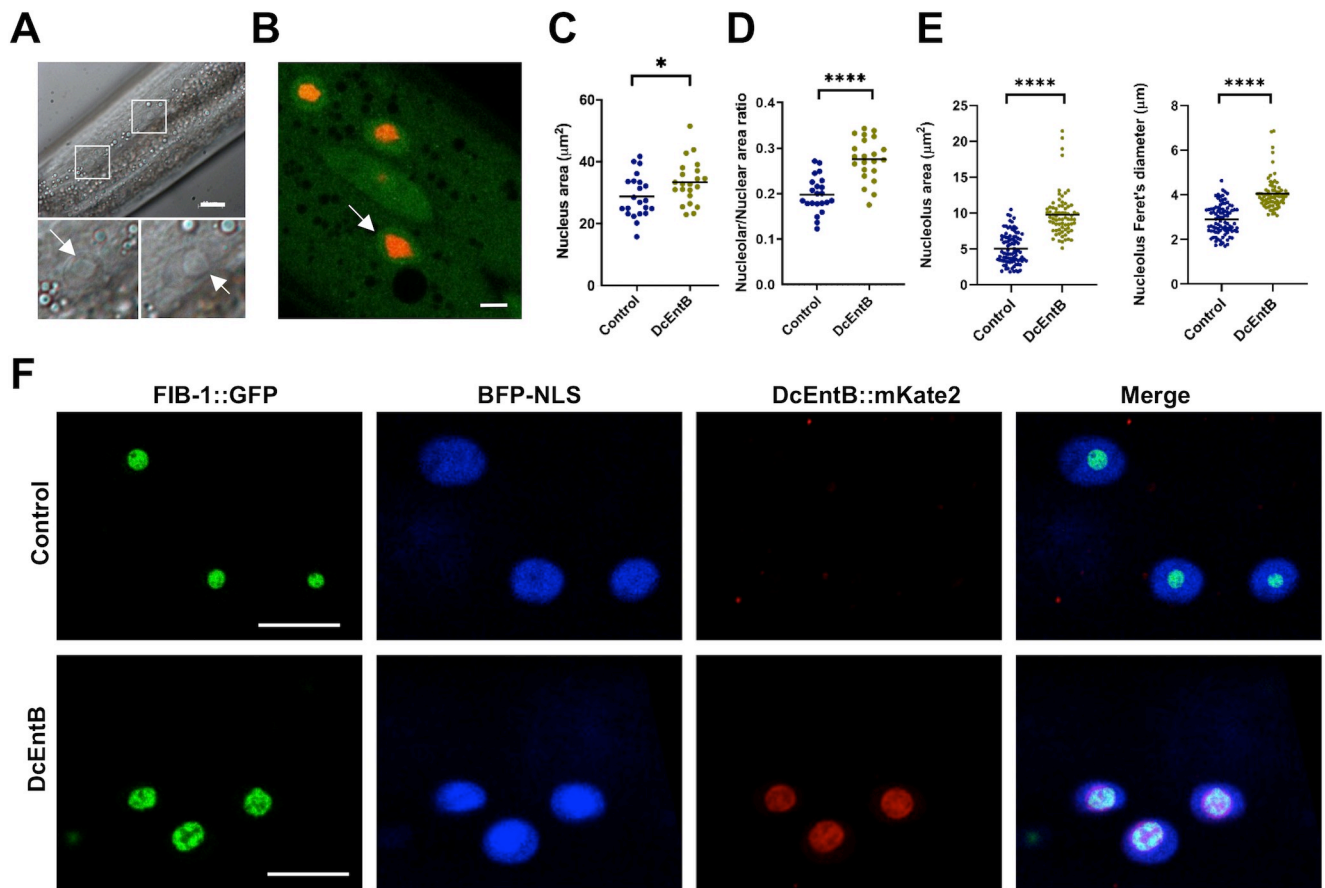 A
B
C
D
E
*
****
****
****
Nucleus area (μm²)
60
40
20
0
Control
DcEntB
Nucleolar/Nuclear area ratio
0.4
0.3
0.2
0.1
0.0
Control
DcEntB
Nucleolus area (μm²)
25
20
15
10
5
0
Control
DcEntB
Nucleolus Feret's diameter (μm)
8
6
4
2
0
Control
DcEntB
F
FIB-1::GFP
BFP-NLS
DcEntB::mKate2
Merge
Control
DcEntB